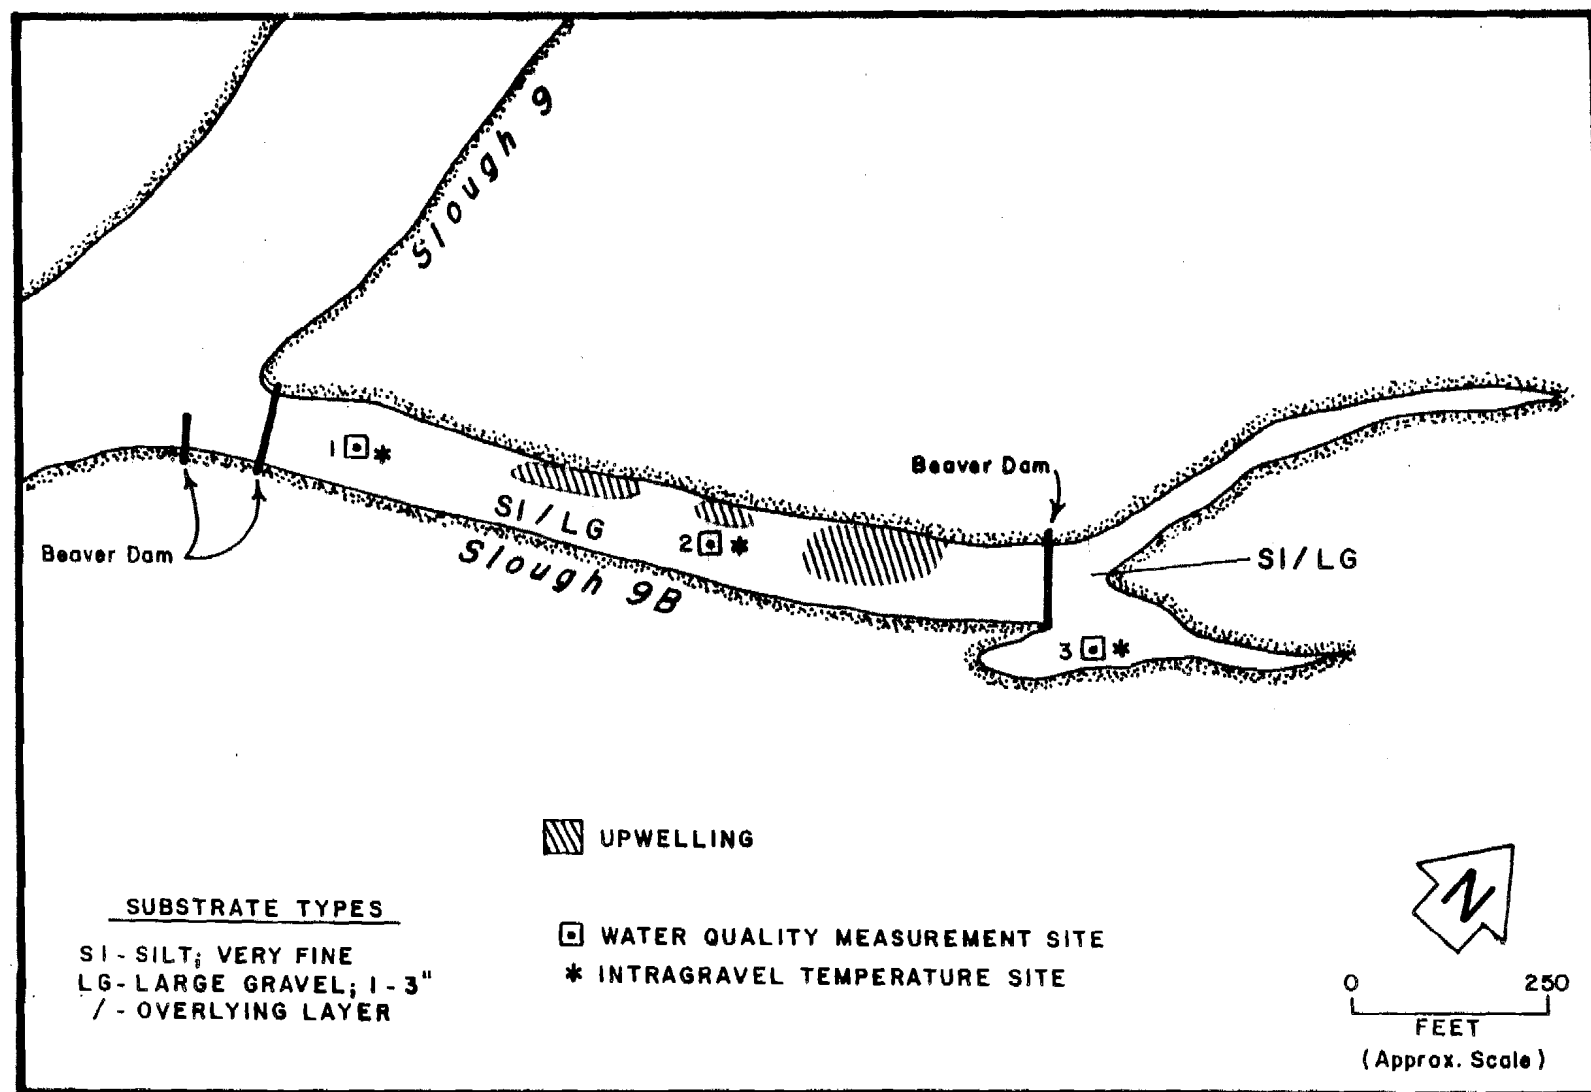 Slough 9
1
*
Beaver Dam
SI/LG
2
*
Beaver Dam
SI/LG
Slough 9B
3
*
UPWELLING
SUBSTRATE TYPES
SI - SILT; VERY FINE
LG - LARGE GRAVEL; 1 - 3"
/ - OVERLYING LAYER
WATER QUALITY MEASUREMENT SITE
* INTRAGRAVEL TEMPERATURE SITE
N
0 250
FEET
(Approx. Scale)